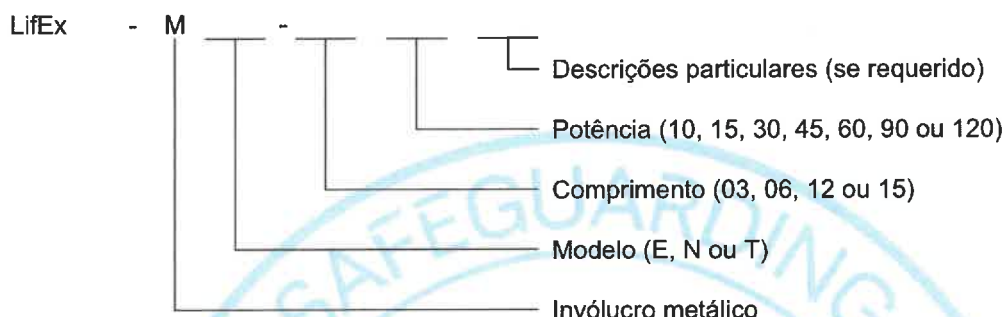 LifEx - M ___ - ___ ___ ___
Descrições particulares (se requerido)
Potência (10, 15, 30, 45, 60, 90 ou 120)
Comprimento (03, 06, 12 ou 15)
Modelo (E, N ou T)
Invólucro metálico
SAFEGUARDING